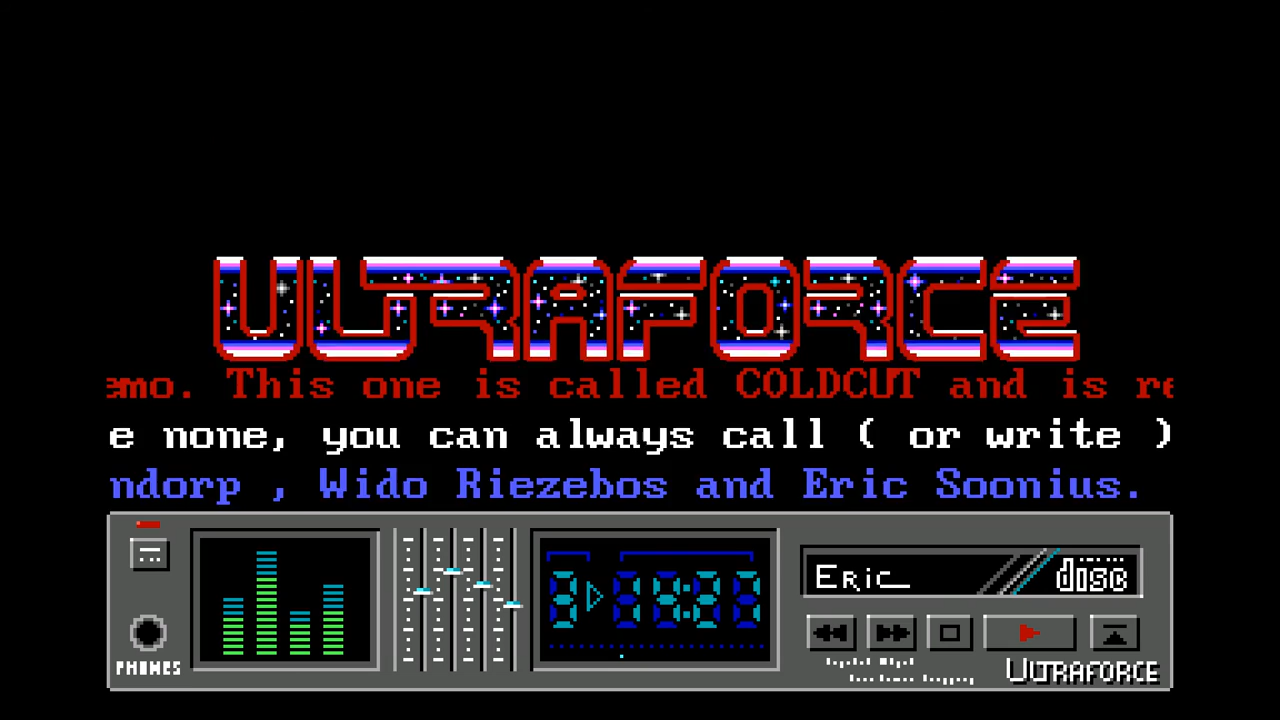 ULTRAFORCE
emo. This one is called COLDCUT and is re
e none, you can always call ( or write )
ndorp , Wido Riezebos and Eric Soonius.
ERIC
disc
PHONES
ULTRAFORCE